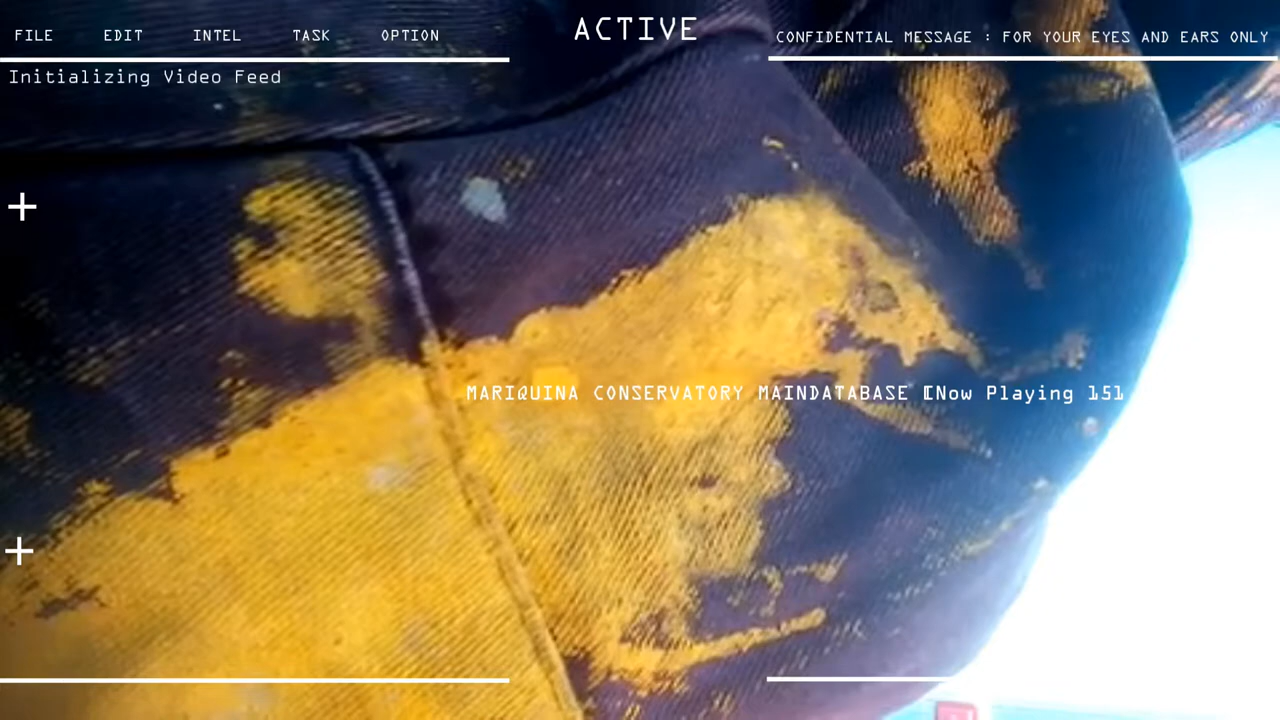 FILE EDIT INTEL TASK OPTION
ACTIVE
CONFIDENTIAL MESSAGE : FOR YOUR EYES AND EARS ONLY
Initializing Video Feed
MARIQUINA CONSERVATORY MAINDATABASE [Now Playing 151